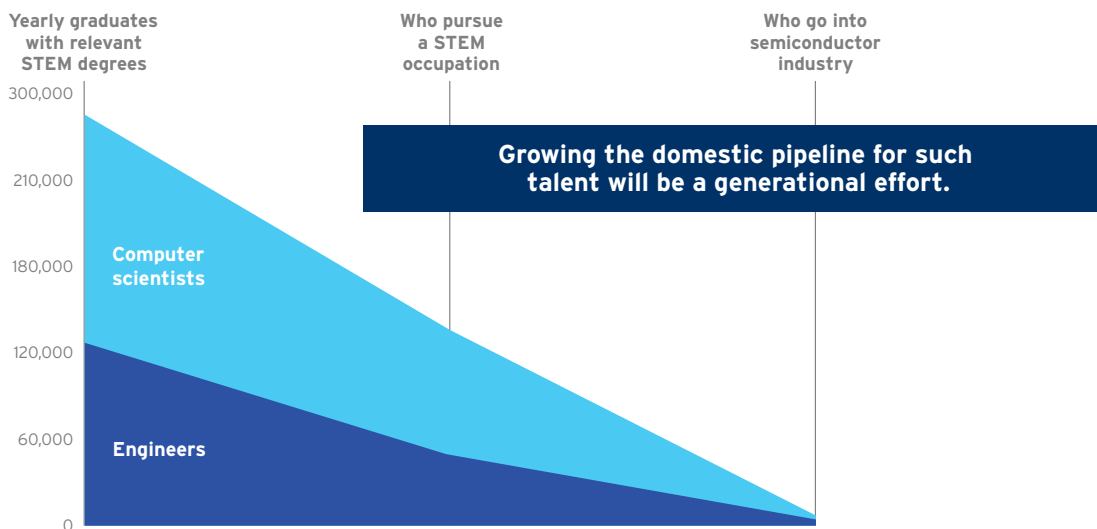 Yearly graduates
with relevant
STEM degrees
Who pursue
a STEM
occupation
Who go into
semiconductor
industry
300,000
210,000
180,000
120,000
60,000
0
Growing the domestic pipeline for such
talent will be a generational effort.
Computer
scientists
Engineers